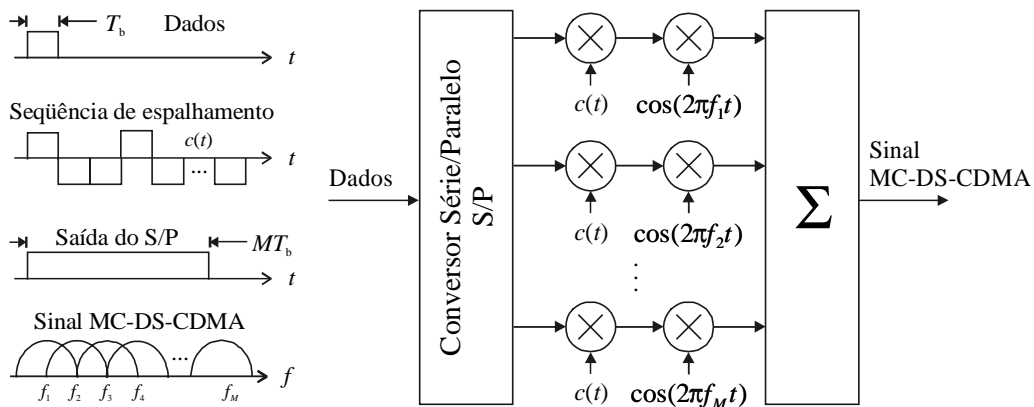 T_b Dados
t
Seqüência de espalhamento
c(t)
...
t
Saída do S/P
MT_b
t
Sinal MC-DS-CDMA
...
f
f_1 f_2 f_3 f_4 f_M
Dados
Conversor Série/Paralelo
S/P
c(t) cos(2πf_1t)
c(t) cos(2πf_2t)
c(t) cos(2πf_Mt)
Σ
Sinal
MC-DS-CDMA